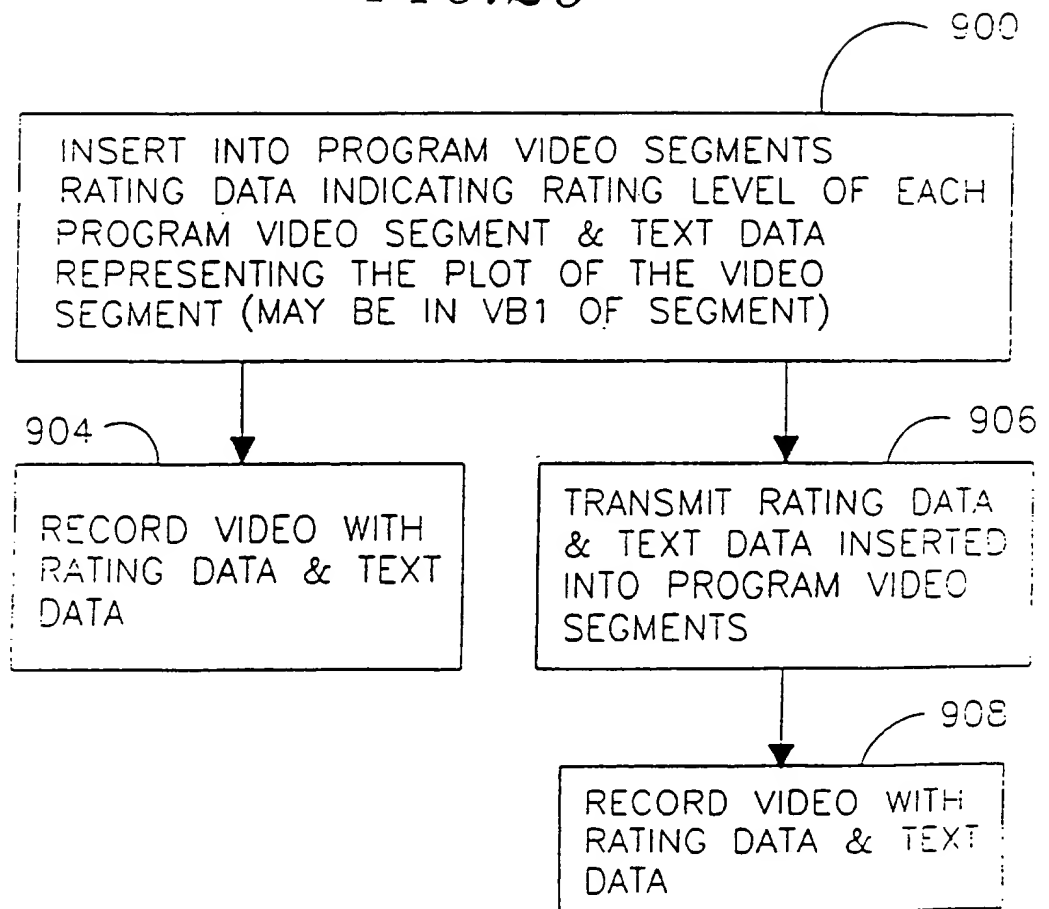 900
INSERT INTO PROGRAM VIDEO SEGMENTS
RATING DATA INDICATING RATING LEVEL OF EACH
PROGRAM VIDEO SEGMENT & TEXT DATA
REPRESENTING THE PLOT OF THE VIDEO
SEGMENT (MAY BE IN VB1 OF SEGMENT)
904
906
RECORD VIDEO WITH
RATING DATA & TEXT
DATA
TRANSMIT RATING DATA
& TEXT DATA INSERTED
INTO PROGRAM VIDEO
SEGMENTS
908
RECORD VIDEO WITH
RATING DATA & TEXT
DATA